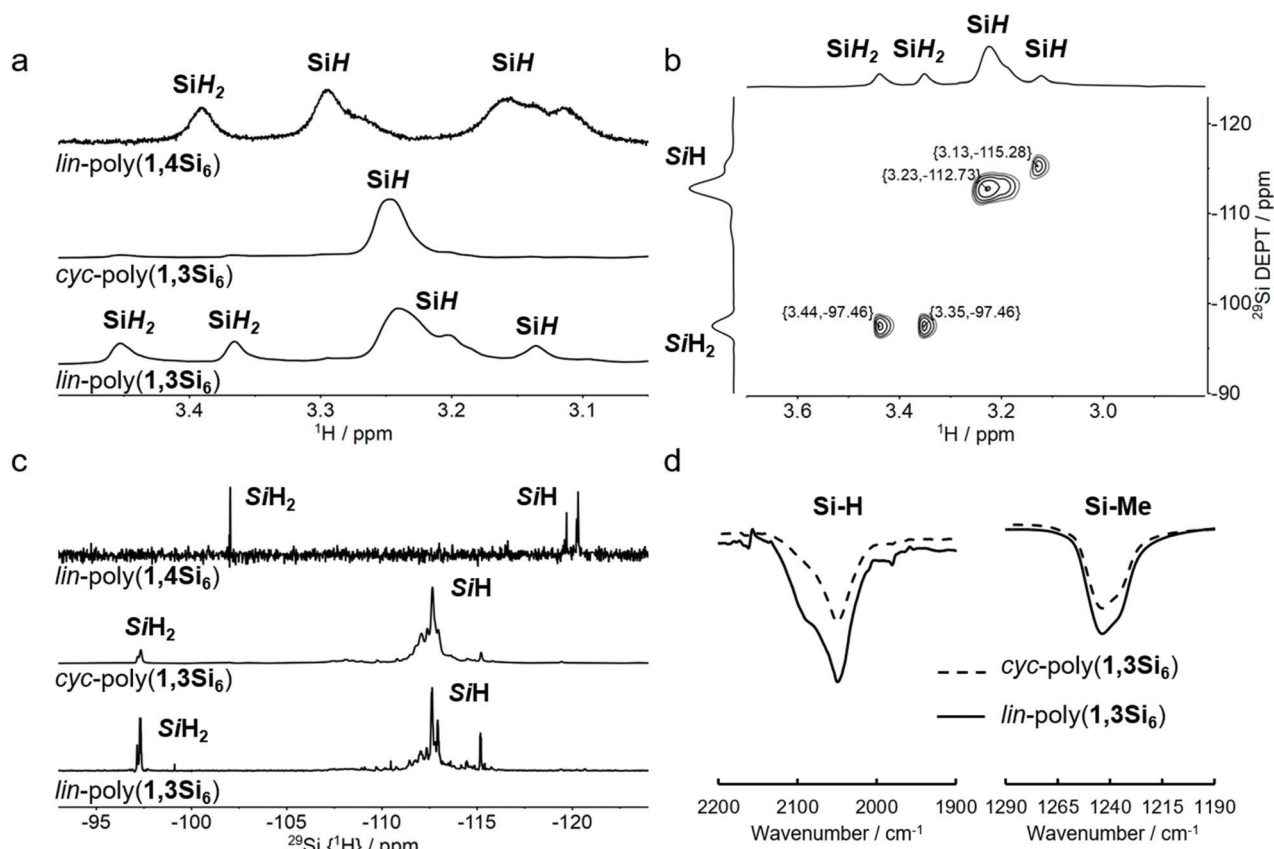 a
SiH₂
SiH
SiH
lin-poly(1,4Si₆)
SiH
cyc-poly(1,3Si₆)
SiH₂
SiH₂
SiH
SiH
lin-poly(1,3Si₆)
3.4
3.3
3.2
3.1
¹H / ppm
b
SiH₂
SiH₂
SiH
SiH
SiH
SiH₂
{3.13,-115.28}
{3.23,-112.73}
{3.44,-97.46}
{3.35,-97.46}
-120
-110
-100
-90
²⁹Si DEPT / ppm
3.6
3.4
3.2
3.0
¹H / ppm
c
SiH₂
SiH
lin-poly(1,4Si₆)
SiH₂
SiH
cyc-poly(1,3Si₆)
SiH₂
SiH
lin-poly(1,3Si₆)
-95
-100
-105
-110
-115
-120
²⁹Si {¹H} / ppm
d
Si-H
Si-Me
cyc-poly(1,3Si₆)
lin-poly(1,3Si₆)
2200
2100
2000
1900
Wavenumber / cm⁻¹
1290
1265
1240
1215
1190
Wavenumber / cm⁻¹